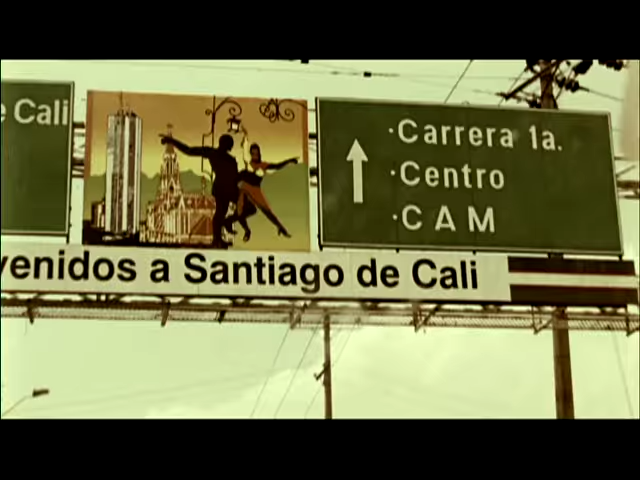 e Cali
·Carrera 1a.
·Centro
·CAM
venidos a Santiago de Cali